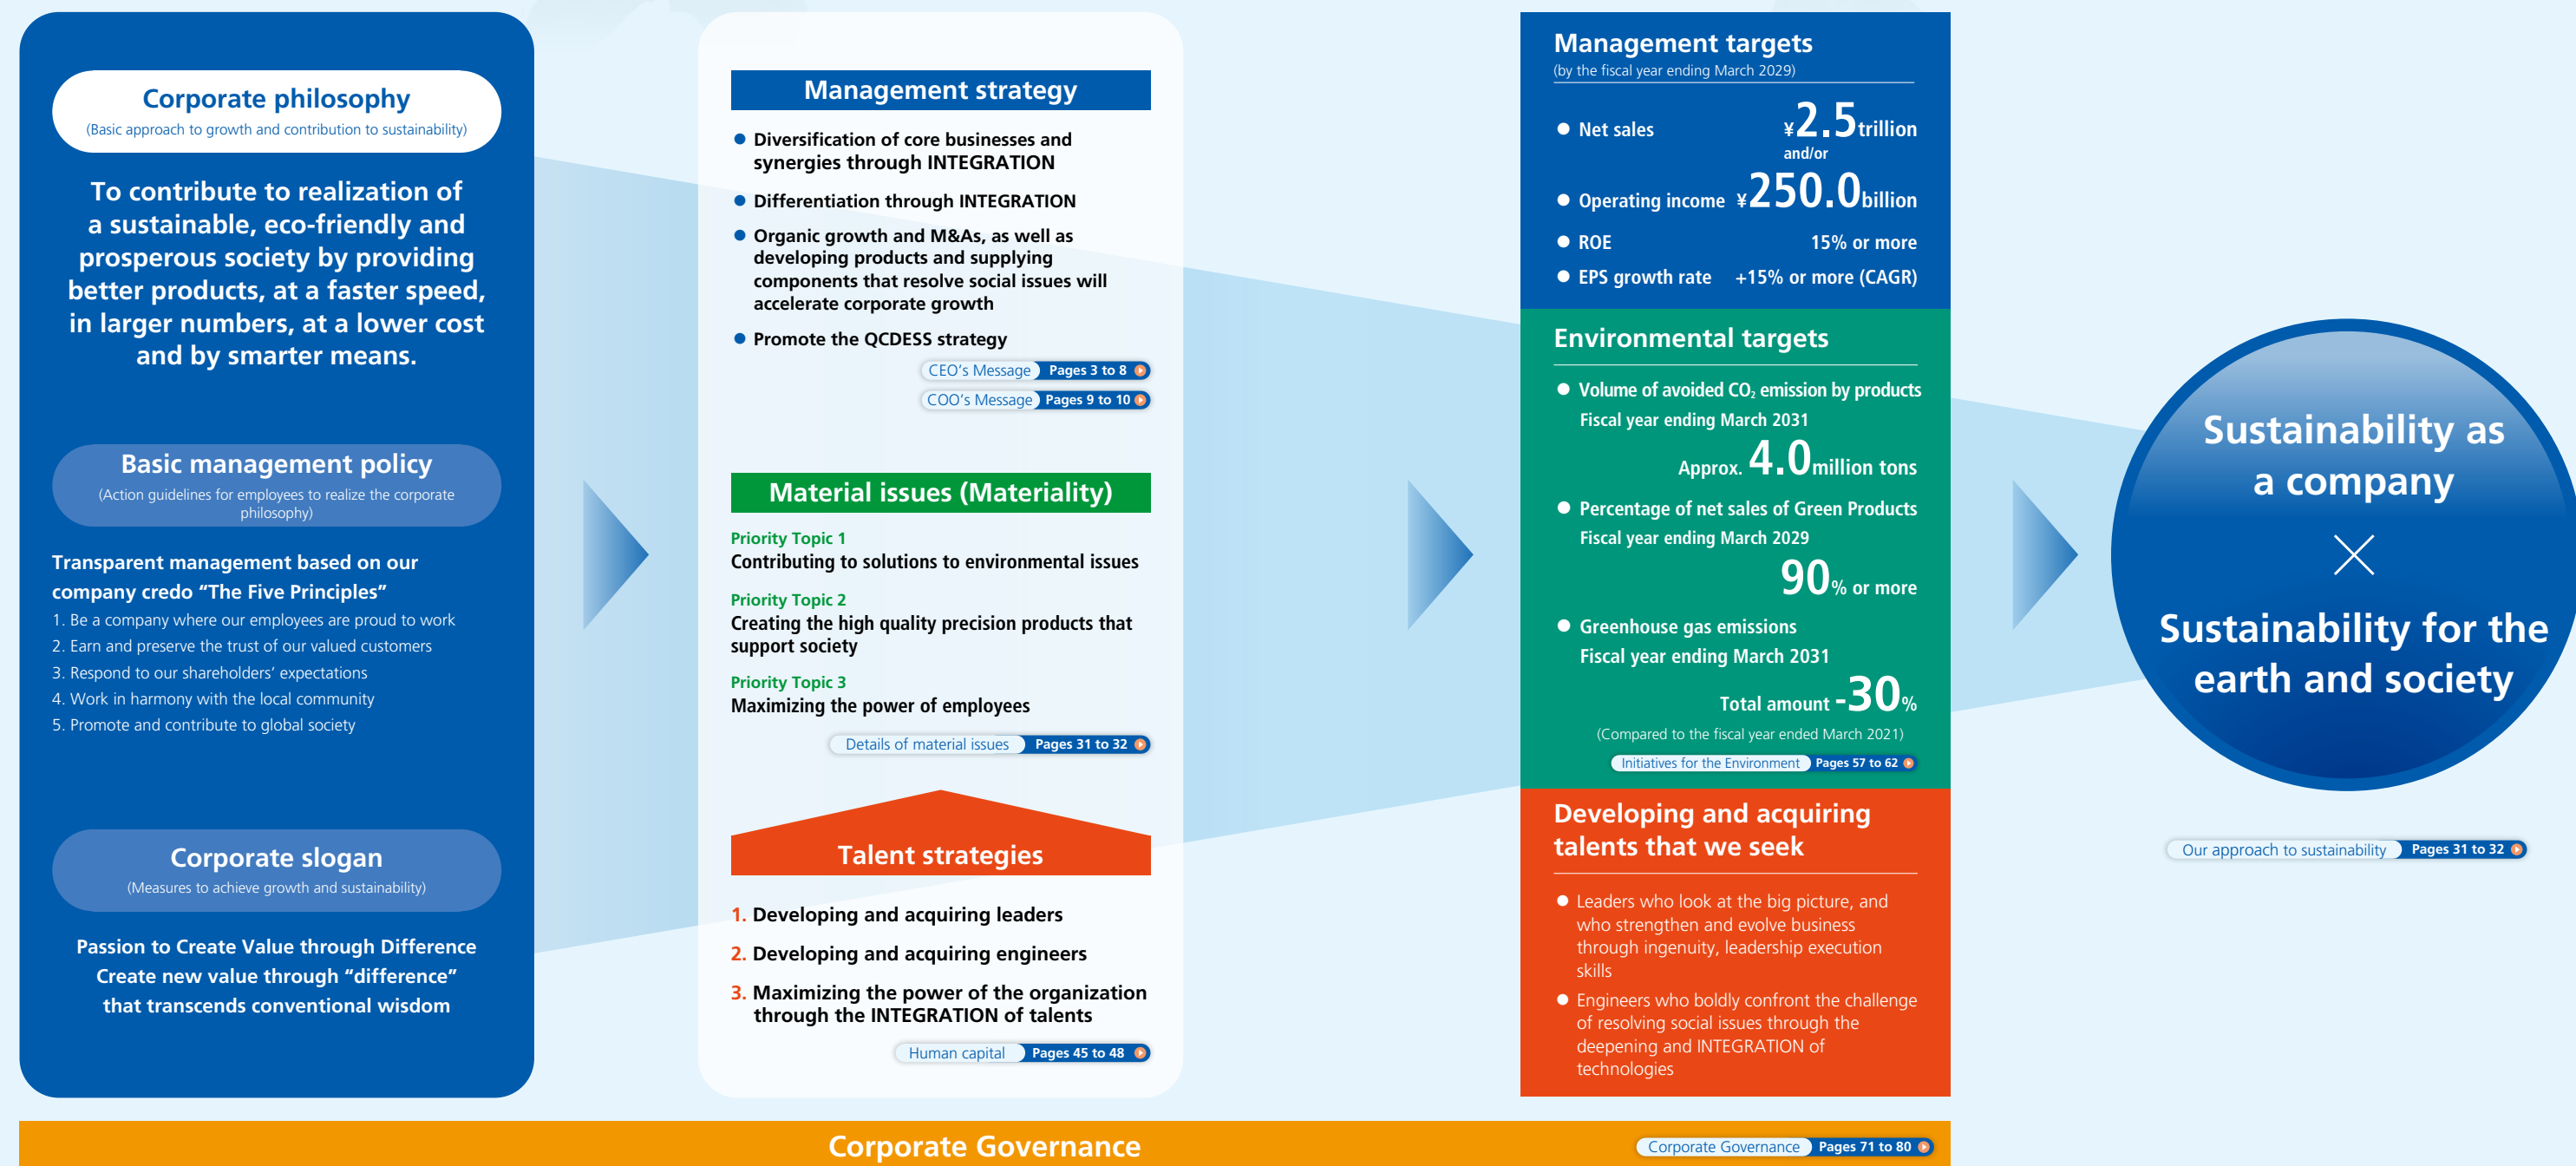 Corporate philosophy
(Basic approach to growth and contribution to sustainability)
To contribute to realization of
a sustainable, eco-friendly and
prosperous society by providing
better products, at a faster speed,
in larger numbers, at a lower cost
and by smarter means.
Basic management policy
(Action guidelines for employees to realize the corporate
philosophy)
Transparent management based on our
company credo “The Five Principles”
1. Be a company where our employees are proud to work
2. Earn and preserve the trust of our valued customers
3. Respond to our shareholders’ expectations
4. Work in harmony with the local community
5. Promote and contribute to global society
Corporate slogan
(Measures to achieve growth and sustainability)
Passion to Create Value through Difference
Create new value through “difference”
that transcends conventional wisdom
Management strategy
● Diversification of core businesses and
synergies through INTEGRATION
● Differentiation through INTEGRATION
● Organic growth and M&As, as well as
developing products and supplying
components that resolve social issues will
accelerate corporate growth
● Promote the QCDESS strategy
CEO’s Message Pages 3 to 8
COO’s Message Pages 9 to 10
Material issues (Materiality)
Priority Topic 1
Contributing to solutions to environmental issues
Priority Topic 2
Creating the high quality precision products that
support society
Priority Topic 3
Maximizing the power of employees
Details of material issues Pages 31 to 32
Talent strategies
1. Developing and acquiring leaders
2. Developing and acquiring engineers
3. Maximizing the power of the organization
through the INTEGRATION of talents
Human capital Pages 45 to 48
Management targets
(by the fiscal year ending March 2029)
● Net sales ¥2.5trillion
and/or
● Operating income ¥250.0billion
● ROE 15% or more
● EPS growth rate +15% or more (CAGR)
Environmental targets
● Volume of avoided CO₂ emission by products
Fiscal year ending March 2031
Approx. 4.0million tons
● Percentage of net sales of Green Products
Fiscal year ending March 2029
90% or more
● Greenhouse gas emissions
Fiscal year ending March 2031
Total amount -30%
(Compared to the fiscal year ended March 2021)
Initiatives for the Environment Pages 57 to 62
Developing and acquiring
talents that we seek
● Leaders who look at the big picture, and
who strengthen and evolve business
through ingenuity, leadership execution
skills
● Engineers who boldly confront the challenge
of resolving social issues through the
deepening and INTEGRATION of
technologies
Sustainability as
a company
×
Sustainability for the
earth and society
Our approach to sustainability Pages 31 to 32
Corporate Governance
Corporate Governance Pages 71 to 80